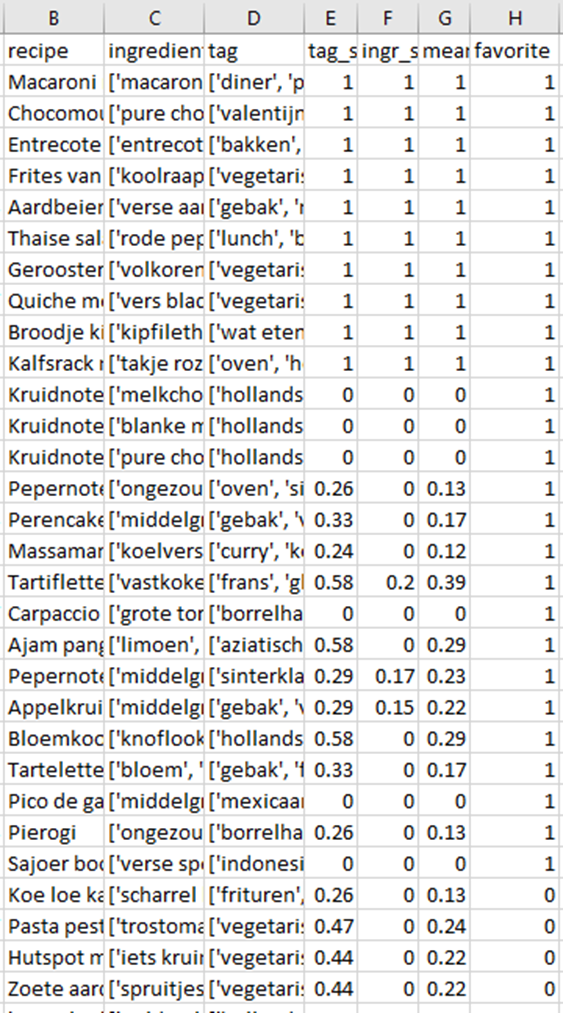 B C D E F G H
recipe ingredien tag tag_s ingr_s mear favorite
Macaroni ['macaron ['diner', 'p 1 1 1 1
Chocomou ['pure cho ['valentijn 1 1 1 1
Entrecote ['entrecot ['bakken', 1 1 1 1
Frites van ['koolraap ['vegetaris 1 1 1 1
Aardbeier ['verse aar ['gebak', 'r 1 1 1 1
Thaise sal ['rode pep ['lunch', 'b 1 1 1 1
Gerooster ['volkoren ['vegetaris 1 1 1 1
Quiche me ['vers blad ['vegetaris 1 1 1 1
Broodje ki ['kipfileth ['wat eten 1 1 1 1
Kalfsrack r ['takje roz ['oven', 'h 1 1 1 1
Kruidnote ['melkcho ['hollands 0 0 0 1
Kruidnote ['blanke m ['hollands 0 0 0 1
Kruidnote ['pure cho ['hollands 0 0 0 1
Pepernote ['ongezou ['oven', 'si 0.26 0 0.13 1
Perencake ['middelgr ['gebak', 'v 0.33 0 0.17 1
Massamar ['koelvers ['curry', 'ke 0.24 0 0.12 1
Tartiflette ['vastkoke ['frans', 'gl 0.58 0.2 0.39 1
Carpaccio ['grote tor ['borrelha 0 0 0 1
Ajam pang ['limoen', ['aziatisch 0.58 0 0.29 1
Pepernote ['middelgr ['sinterkla 0.29 0.17 0.23 1
Appelkrui ['middelgr ['gebak', 'v 0.29 0.15 0.22 1
Bloemkoo ['knoflook ['hollands 0.58 0 0.29 1
Tartelette ['bloem', ' ['gebak', 'f 0.33 0 0.17 1
Pico de ga ['middelgr ['mexicaar 0 0 0 1
Pierogi ['ongezou ['borrelha 0.26 0 0.13 1
Sajoer boo ['verse spe ['indonesi 0 0 0 1
Koe loe ka ['scharrel ['frituren', 0.26 0 0.13 0
Pasta pest ['trostoma ['vegetaris 0.47 0 0.24 0
Hutspot m ['iets kruir ['vegetaris 0.44 0 0.22 0
Zoete aard ['spruitjes ['vegetaris 0.44 0 0.22 0